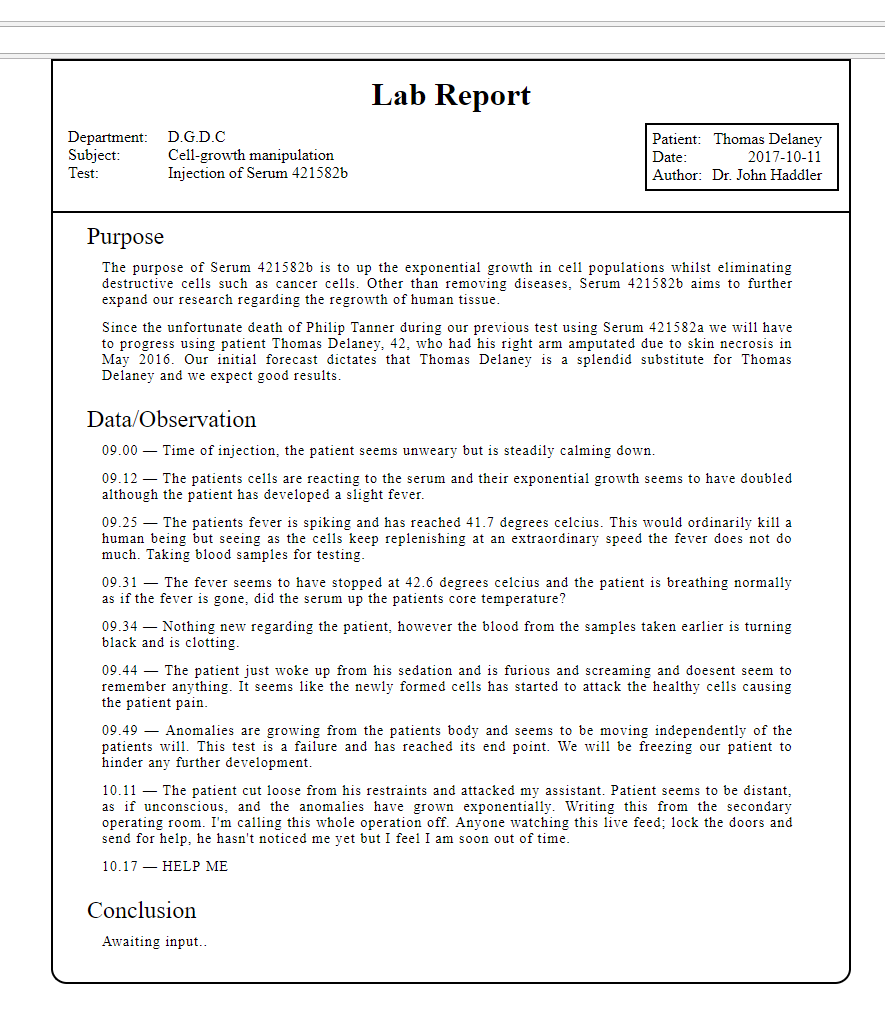 Lab Report
Department: D.G.D.C
Subject: Cell-growth manipulation
Test: Injection of Serum 421582b
Patient: Thomas Delaney
Date: 2017-10-11
Author: Dr. John Haddler
Purpose
The purpose of Serum 421582b is to up the exponential growth in cell populations whilst eliminating
destructive cells such as cancer cells. Other than removing diseases, Serum 421582b aims to further
expand our research regarding the regrowth of human tissue.
Since the unfortunate death of Philip Tanner during our previous test using Serum 421582a we will have
to progress using patient Thomas Delaney, 42, who had his right arm amputated due to skin necrosis in
May 2016. Our initial forecast dictates that Thomas Delaney is a splendid substitute for Thomas
Delaney and we expect good results.
Data/Observation
09.00 — Time of injection, the patient seems unweary but is steadily calming down.
09.12 — The patients cells are reacting to the serum and their exponential growth seems to have doubled
although the patient has developed a slight fever.
09.25 — The patients fever is spiking and has reached 41.7 degrees celcius. This would ordinarily kill a
human being but seeing as the cells keep replenishing at an extraordinary speed the fever does not do
much. Taking blood samples for testing.
09.31 — The fever seems to have stopped at 42.6 degrees celcius and the patient is breathing normally
as if the fever is gone, did the serum up the patients core temperature?
09.34 — Nothing new regarding the patient, however the blood from the samples taken earlier is turning
black and is clotting.
09.44 — The patient just woke up from his sedation and is furious and screaming and doesent seem to
remember anything. It seems like the newly formed cells has started to attack the healthy cells causing
the patient pain.
09.49 — Anomalies are growing from the patients body and seems to be moving independently of the
patients will. This test is a failure and has reached its end point. We will be freezing our patient to
hinder any further development.
10.11 — The patient cut loose from his restraints and attacked my assistant. Patient seems to be distant,
as if unconscious, and the anomalies have grown exponentially. Writing this from the secondary
operating room. I'm calling this whole operation off. Anyone watching this live feed; lock the doors and
send for help, he hasn't noticed me yet but I feel I am soon out of time.
10.17 — HELP ME
Conclusion
Awaiting input..